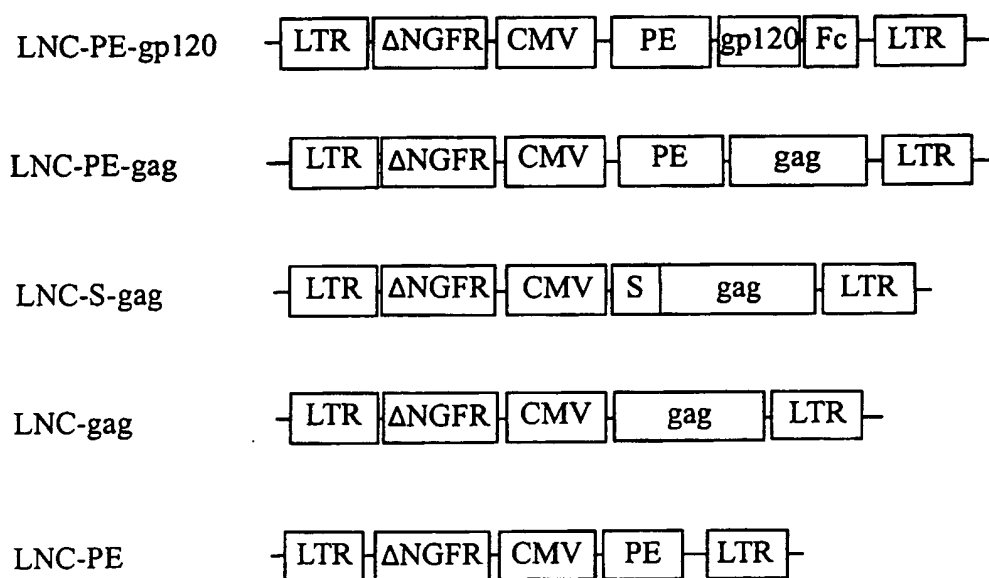 LNC-PE-gp120 LTR ΔNGFR CMV PE gp120 Fc LTR
LNC-PE-gag LTR ΔNGFR CMV PE gag LTR
LNC-S-gag LTR ΔNGFR CMV S gag LTR
LNC-gag LTR ΔNGFR CMV gag LTR
LNC-PE LTR ΔNGFR CMV PE LTR